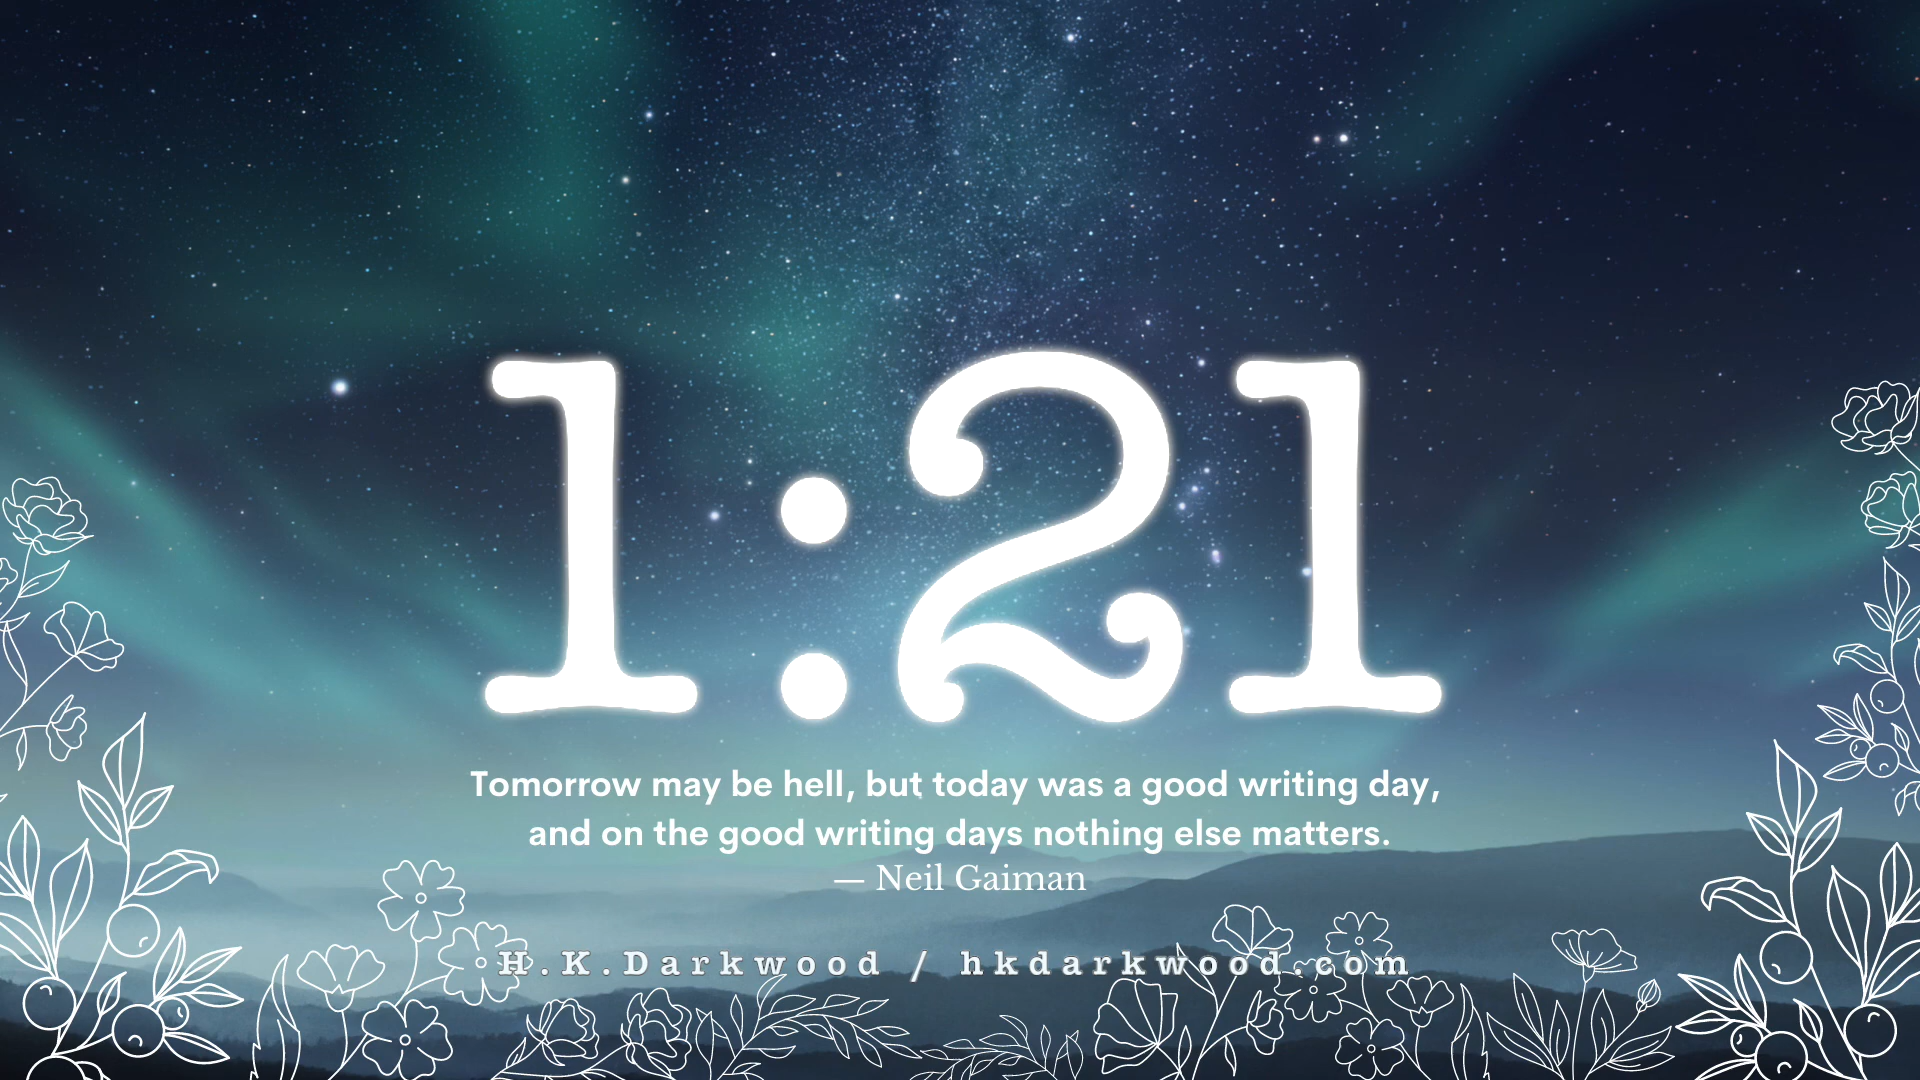 1:21
Tomorrow may be hell, but today was a good writing day,
and on the good writing days nothing else matters.
— Neil Gaiman
H.K.Darkwood / hkdarkwood.com